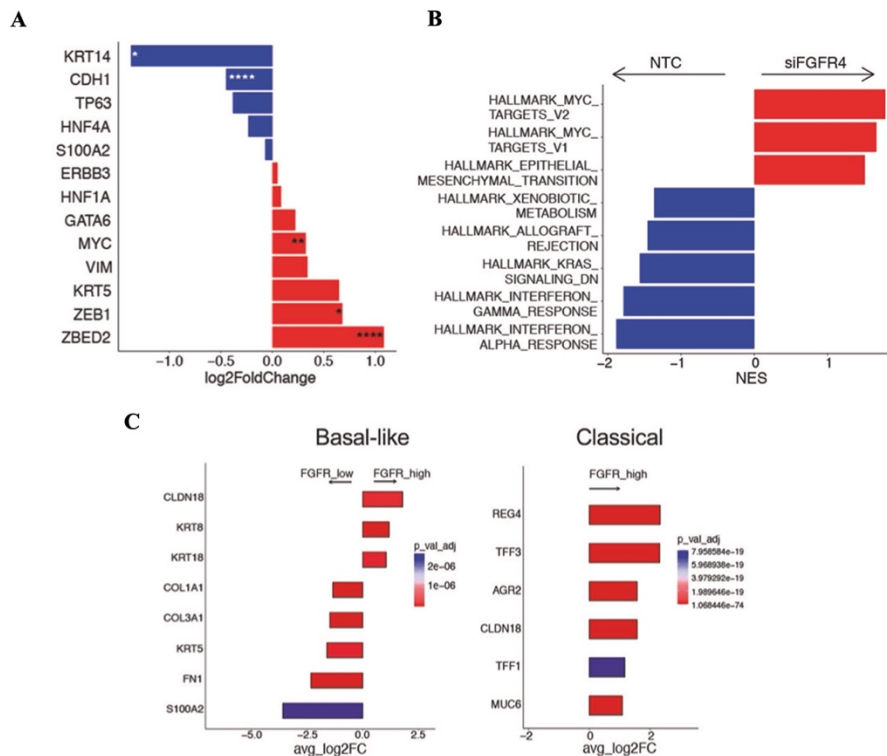 A
KRT14
*
CDH1
****
TP63
HNF4A
S100A2
ERBB3
HNF1A
GATA6
MYC
**
VIM
KRT5
ZEB1
*
ZBED2
****
−1.0
−0.5
0.0
0.5
1.0
log2FoldChange
B
NTC
siFGFR4
HALLMARK_MYC_
TARGETS_V2
HALLMARK_MYC_
TARGETS_V1
HALLMARK_EPITHELIAL_
MESENCHYMAL_TRANSITION
HALLMARK_XENOBIOTIC_
METABOLISM
HALLMARK_ALLOGRAFT_
REJECTION
HALLMARK_KRAS_
SIGNALING_DN
HALLMARK_INTERFERON_
GAMMA_RESPONSE
HALLMARK_INTERFERON_
ALPHA_RESPONSE
−2
−1
0
1
NES
C
Basal-like
FGFR_low
FGFR_high
CLDN18
KRT8
KRT18
COL1A1
COL3A1
KRT5
FN1
S100A2
p_val_adj
2e−06
1e−06
−5.0
−2.5
0.0
2.5
avg_log2FC
Classical
FGFR_high
REG4
TFF3
AGR2
CLDN18
TFF1
MUC6
p_val_adj
7.958584e−19
5.968938e−19
3.979292e−19
1.989646e−19
1.068446e−74
−2
0
2
avg_log2FC